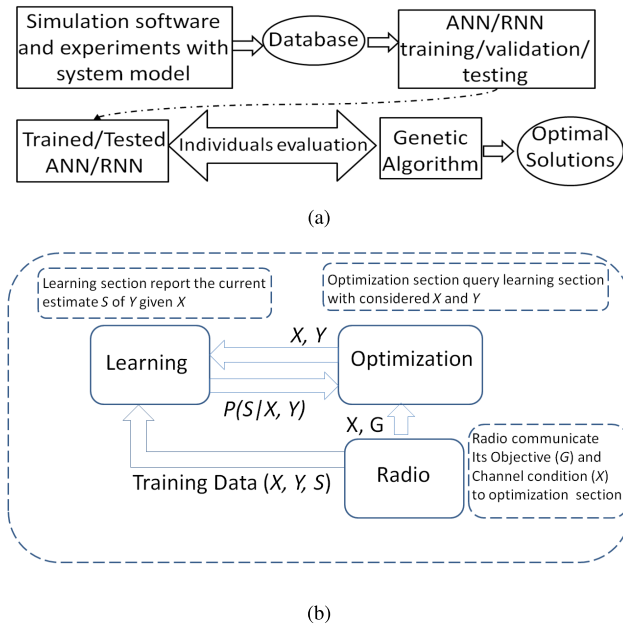 Simulation software
and experiments with
system model
Database
ANN/RNN
training/validation/
testing
Trained/Tested
ANN/RNN
Individuals evaluation
Genetic
Algorithm
Optimal
Solutions
(a)
Learning section report the current
estimate S of Y given X
Optimization section query learning section
with considered X and Y
X, Y
Learning
Optimization
P(S|X, Y)
X, G
Radio
Training Data (X, Y, S)
Radio communicate
Its Objective (G) and
Channel condition (X)
to optimization section
(b)